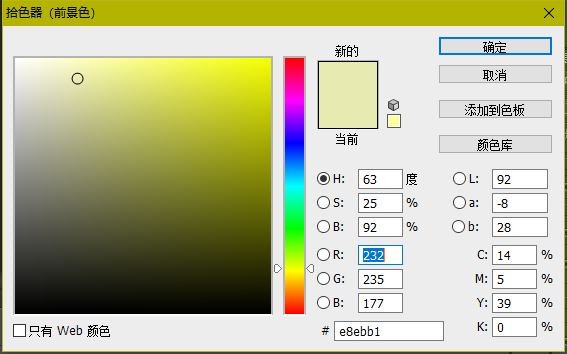 拾色器（前景色）
新的
当前
确定
取消
添加到色板
颜色库
H: 63 度
S: 25 %
B: 92 %
R: 232
G: 235
B: 177
L: 92
a: -8
b: 28
C: 14 %
M: 5 %
Y: 39 %
K: 0 %
只有 Web 颜色
# e8ebb1